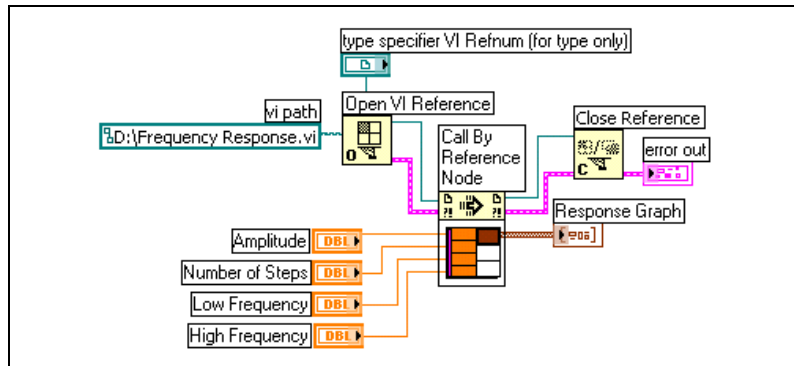 type specifier VI Refnum (for type only)
vi path
Open VI Reference
D:\Frequency Response.vi
Close Reference
Call By
Reference
Node
error out
Response Graph
Amplitude DBL
Number of Steps DBL
Low Frequency DBL
High Frequency DBL
O
C